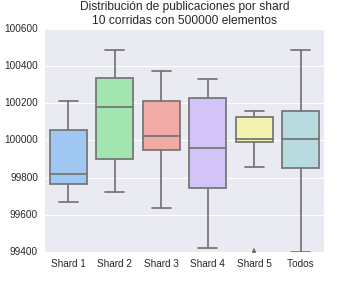 Distribución de publicaciones por shard
10 corridas con 500000 elementos
100600
100400
100200
100000
99800
99600
99400
Shard 1 Shard 2 Shard 3 Shard 4 Shard 5 Todos